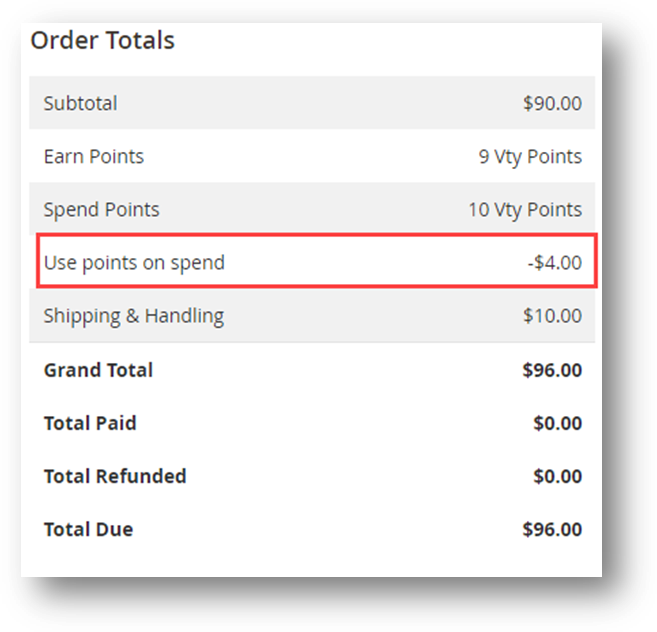 Order Totals
Subtotal $90.00
Earn Points 9 Vty Points
Spend Points 10 Vty Points
Use points on spend -$4.00
Shipping & Handling $10.00
Grand Total $96.00
Total Paid $0.00
Total Refunded $0.00
Total Due $96.00